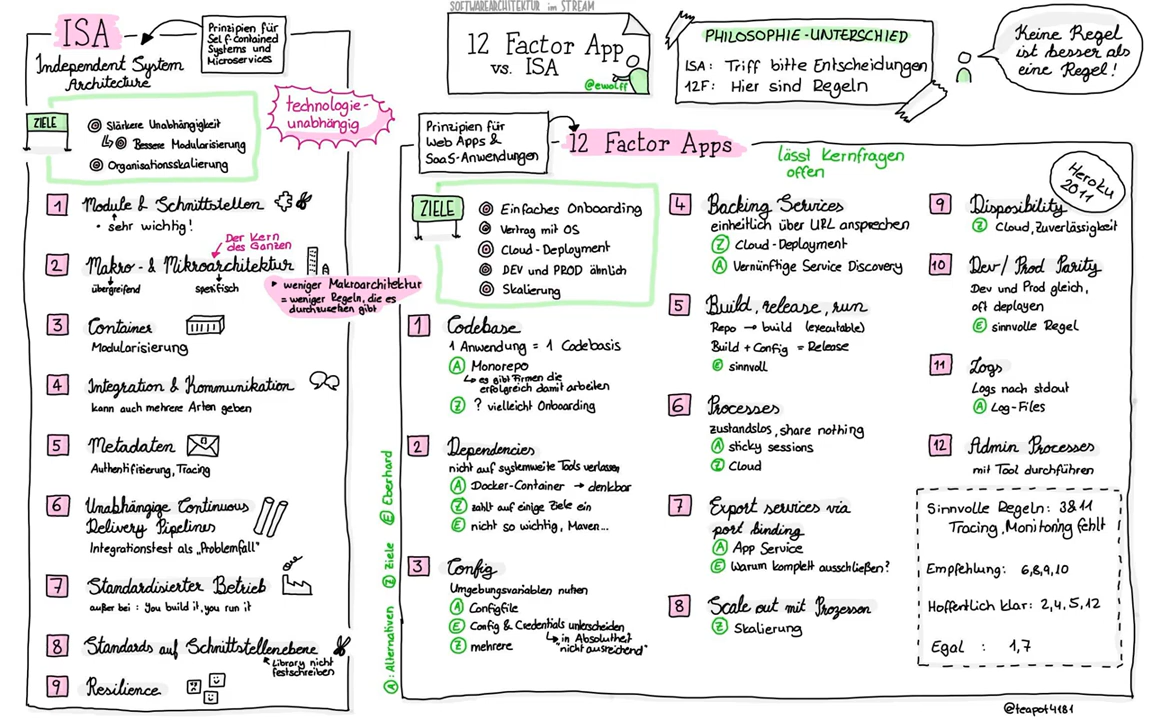 SOFTWAREARCHITEKTUR im STREAM
12 Factor App
vs. ISA
@ewolff
PHILOSOPHIE-UNTERSCHIED
ISA: Triff bitte Entscheidungen
12F: Hier sind Regeln
Keine Regel
ist besser als
eine Regel!
ISA
Independent System
Architecture
Prinzipien für
Self-contained
Systems und
Microservices
ZIELE
Stärkere Unabhängigkeit
Bessere Modularisierung
Organisationsskalierung
technologie-
unabhängig
1 Module & Schnittstellen
• sehr wichtig!
Der Kern
des Ganzen
2 Makro- & Mikroarchitektur
übergreifend spezifisch
weniger Makroarchitektur
= weniger Regeln, die es
durchzusetzen gibt
3 Container
Modularisierung
4 Integration & Kommunikation
kann auch mehrere Arten geben
5 Metadaten
Authentifizierung, Tracing
6 Unabhängige Continuous
Delivery Pipelines
Integrationstest als „Problemfall"
7 Standardisierter Betrieb
außer bei: You build it, you run it
8 Standards auf Schnittstellenebene
Library nicht
festschreiben
9 Resilience
Prinzipien für
Web Apps &
SaaS-Anwendungen
12 Factor Apps
lässt Kernfragen
offen
Heroku
2011
ZIELE
Einfaches Onboarding
Vertrag mit OS
Cloud-Deployment
DEV und PROD ähnlich
Skalierung
1 Codebase
1 Anwendung = 1 Codebasis
A Monorepo
↳ es gibt Firmen die
erfolgreich damit arbeiten
Z ? vielleicht Onboarding
2 Dependencies
nicht auf systemweite Tools verlassen
A Docker-Container → denkbar
Z zahlt auf einige Ziele ein
E nicht so wichtig, Maven...
3 Config
Umgebungsvariablen nutzen
A Configfile
E Config & Credentials unterscheiden
↳ in Absolutheit
"nicht ausreichend"
Z mehrere
A: Alternativen Z Ziele E Eberhard
4 Backing Services
einheitlich über URL ansprechen
Z Cloud-Deployment
A Vernünftige Service Discovery
5 Build, release, run
Repo → build (executable)
Build + Config = Release
E sinnvoll
6 Processes
zustandslos, share nothing
A sticky sessions
Z Cloud
7 Export services via
port binding
A App Service
E Warum komplett ausschließen?
8 Scale out mit Prozessen
Z Skalierung
9 Disposibility
Z Cloud, Zuverlässigkeit
10 Dev/Prod Parity
Dev und Prod gleich,
oft deployen
E sinnvolle Regel
11 Logs
Logs nach stdout
A Log-Files
12 Admin Processes
mit Tool durchführen
Sinnvolle Regeln: 3&11
Tracing, Monitoring fehlt
Empfehlung: 6,8,9,10
Hoffentlich klar: 2,4,5,12
Egal : 1,7
@teapot4181